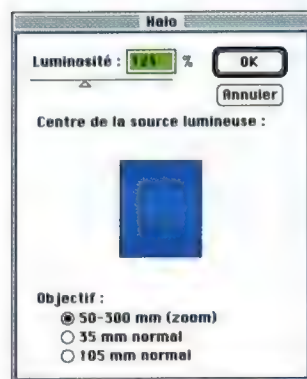 Halo
Luminosité : %
OK
Annuler
Centre de la source lumineuse :
Objectif :
50-300 mm (zoom)
35 mm normal
105 mm normal